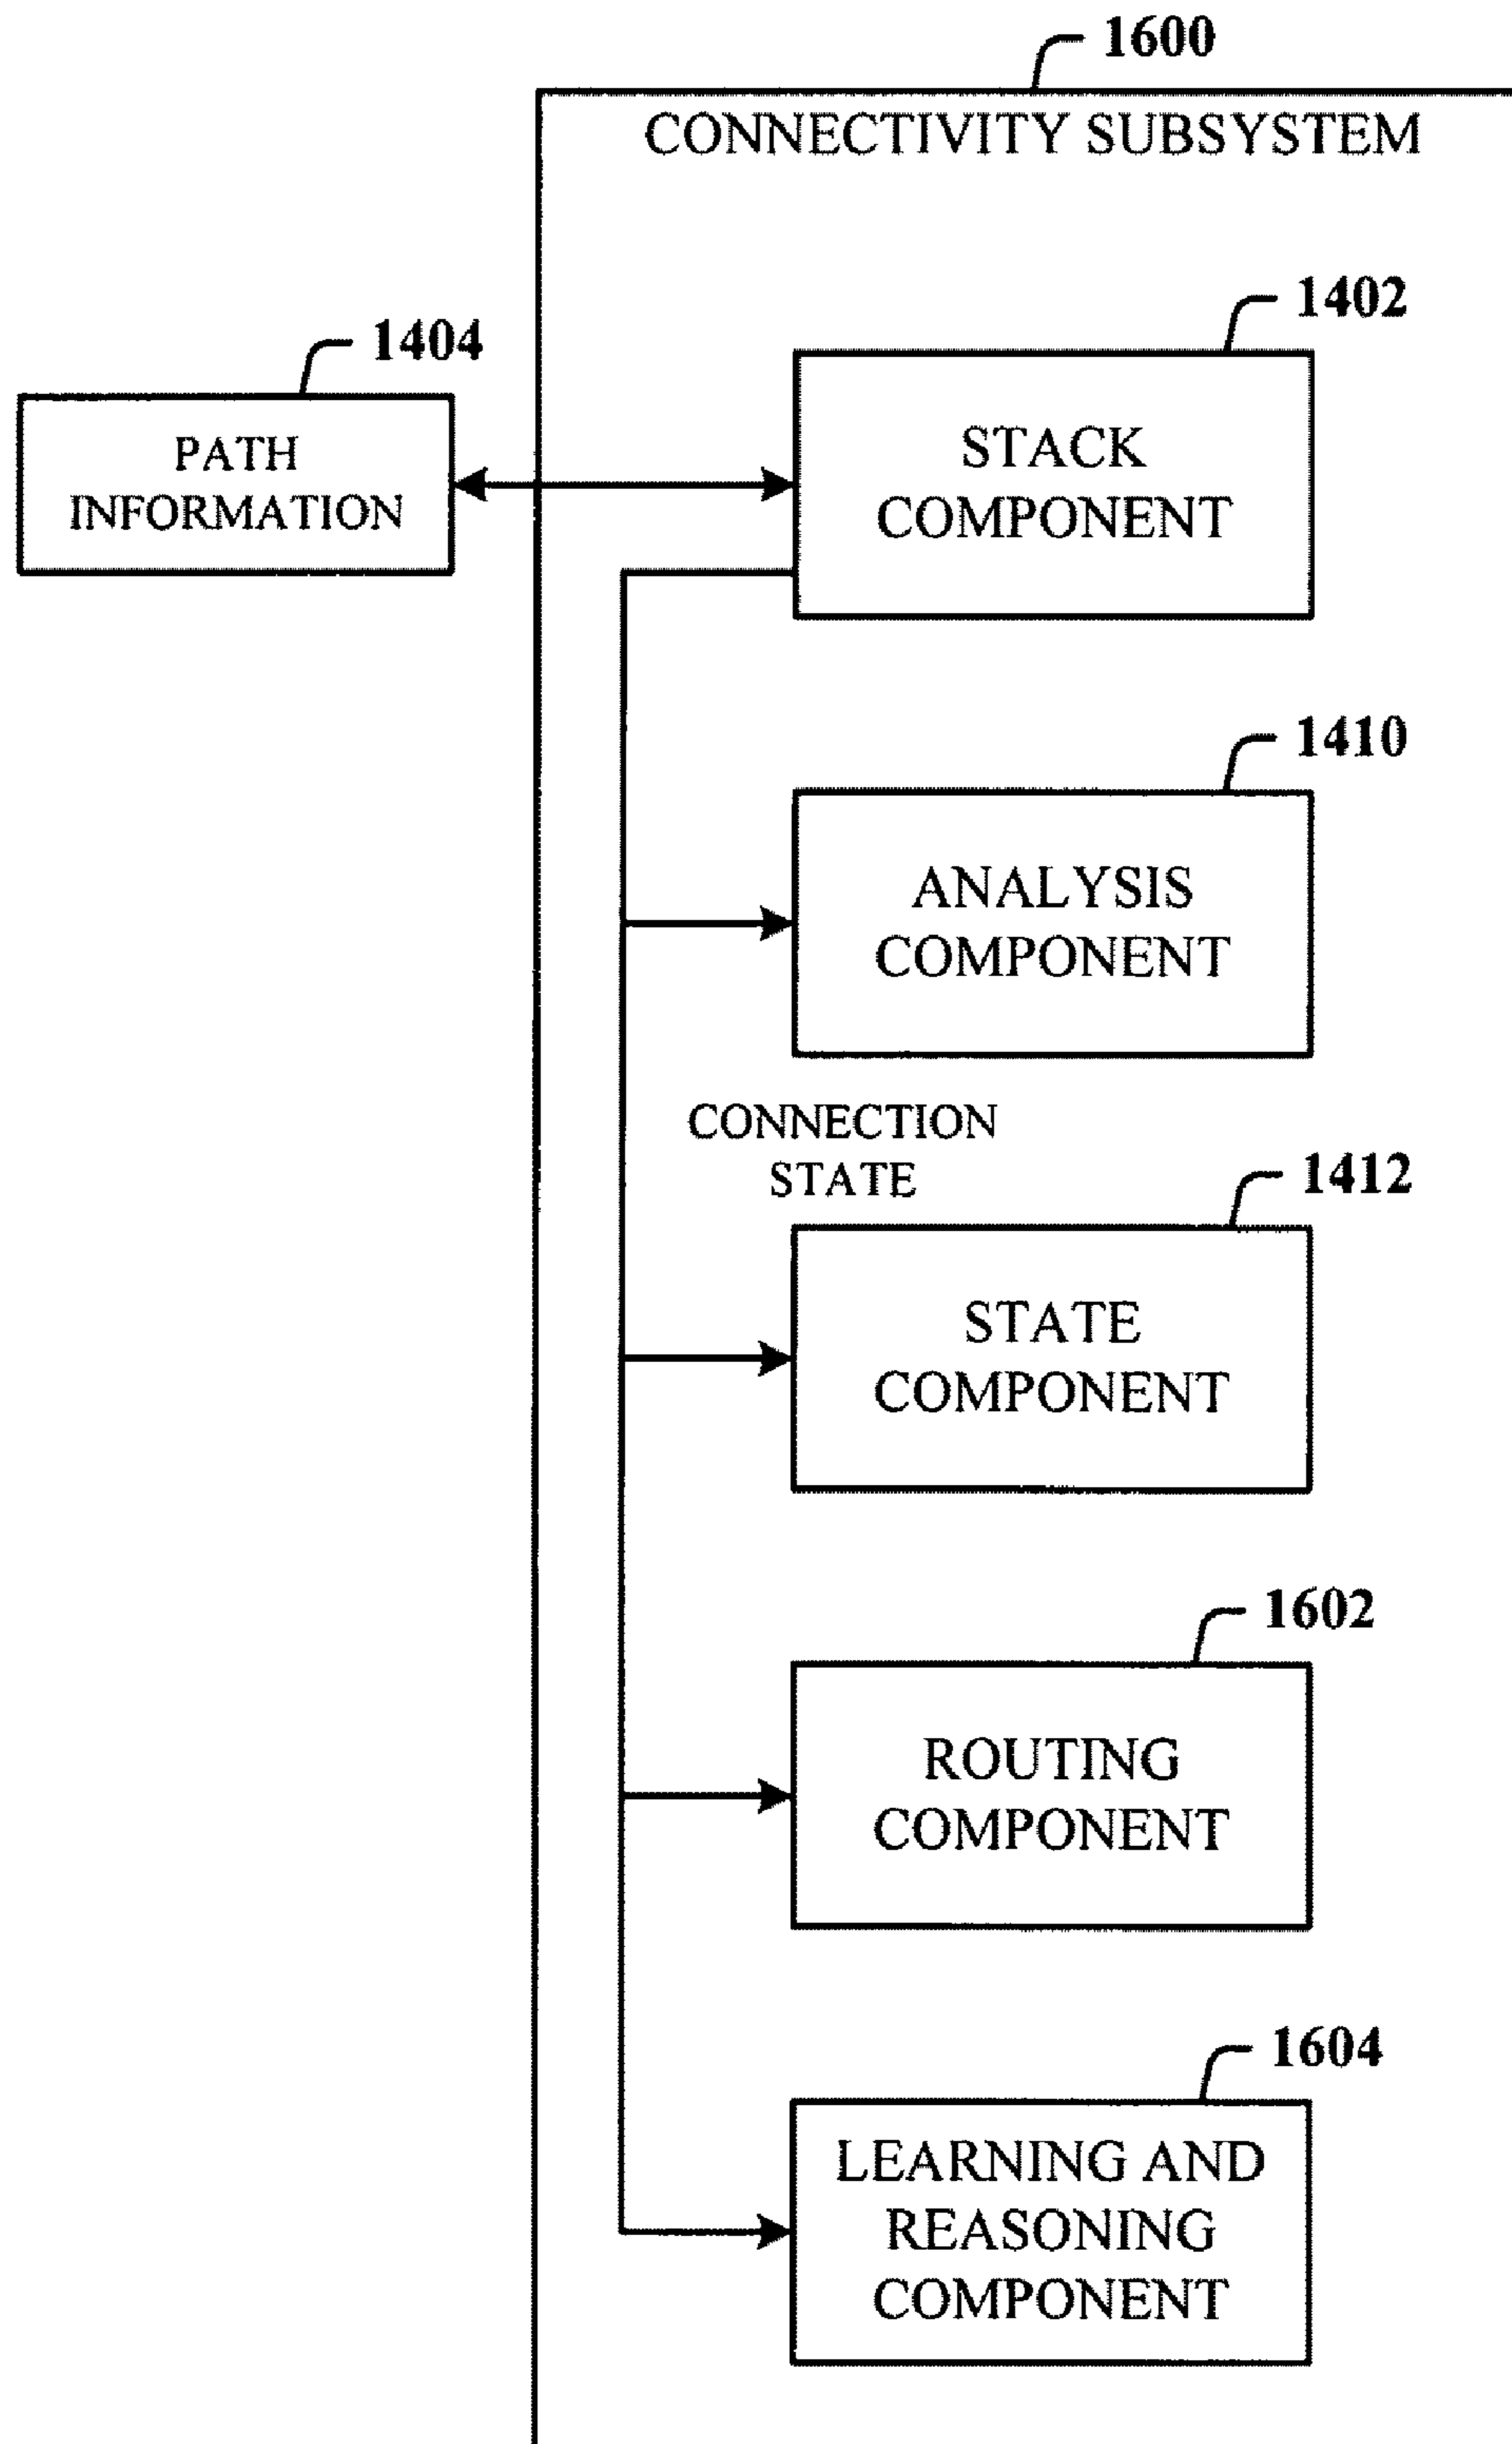 1600
CONNECTIVITY SUBSYSTEM
1402
1404
STACK
COMPONENT
PATH
INFORMATION
1410
ANALYSIS
COMPONENT
CONNECTION
STATE
1412
STATE
COMPONENT
1602
ROUTING
COMPONENT
1604
LEARNING AND
REASONING
COMPONENT